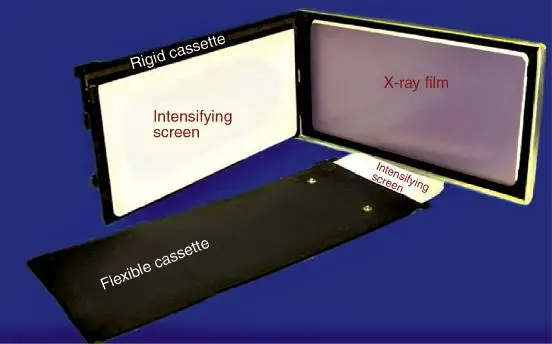 Rigid cassette
Intensifying
screen
X-ray film
Intensifying
screen
Flexible cassette